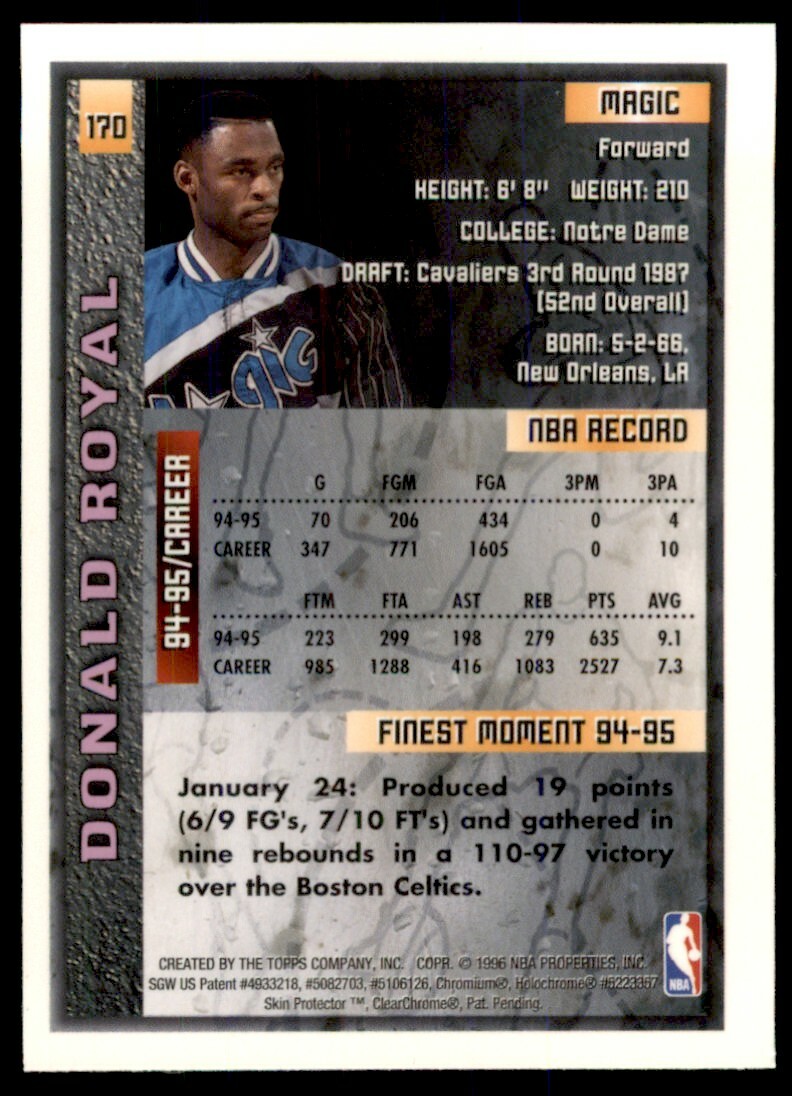 170
MAGIC
Forward
HEIGHT: 6' 8" WEIGHT: 210
COLLEGE: Notre Dame
DRAFT: Cavaliers 3rd Round 1987
(52nd Overall)
BORN: 5-2-66,
New Orleans, LA
DONALD ROYAL
Magic
NBA RECORD
94-95/CAREER
G FGM FGA 3PM 3PA
94-95 70 206 434 0 4
CAREER 347 771 1605 0 10
FTM FTA AST REB PTS AVG
94-95 223 299 198 279 635 9.1
CAREER 985 1288 416 1083 2527 7.3
FINEST MOMENT 94-95
January 24: Produced 19 points
(6/9 FG's, 7/10 FT's) and gathered in
nine rebounds in a 110-97 victory
over the Boston Celtics.
CREATED BY THE TOPPS COMPANY, INC. COPR. © 1996 NBA PROPERTIES, INC.
SGW US Patent #4933218, #5082703, #5106126, Chromium®, Holochrome® #5223357
Skin Protector ™, ClearChrome®, Pat. Pending.
NBA